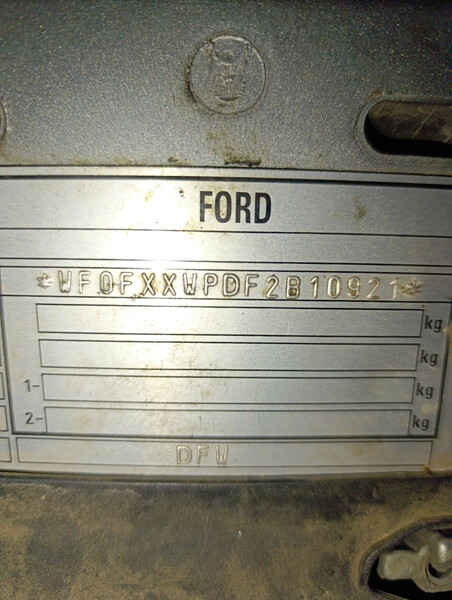 FORD
*WF0FXXWPDF2B10921*
kg
kg
1- kg
2- kg
DFW